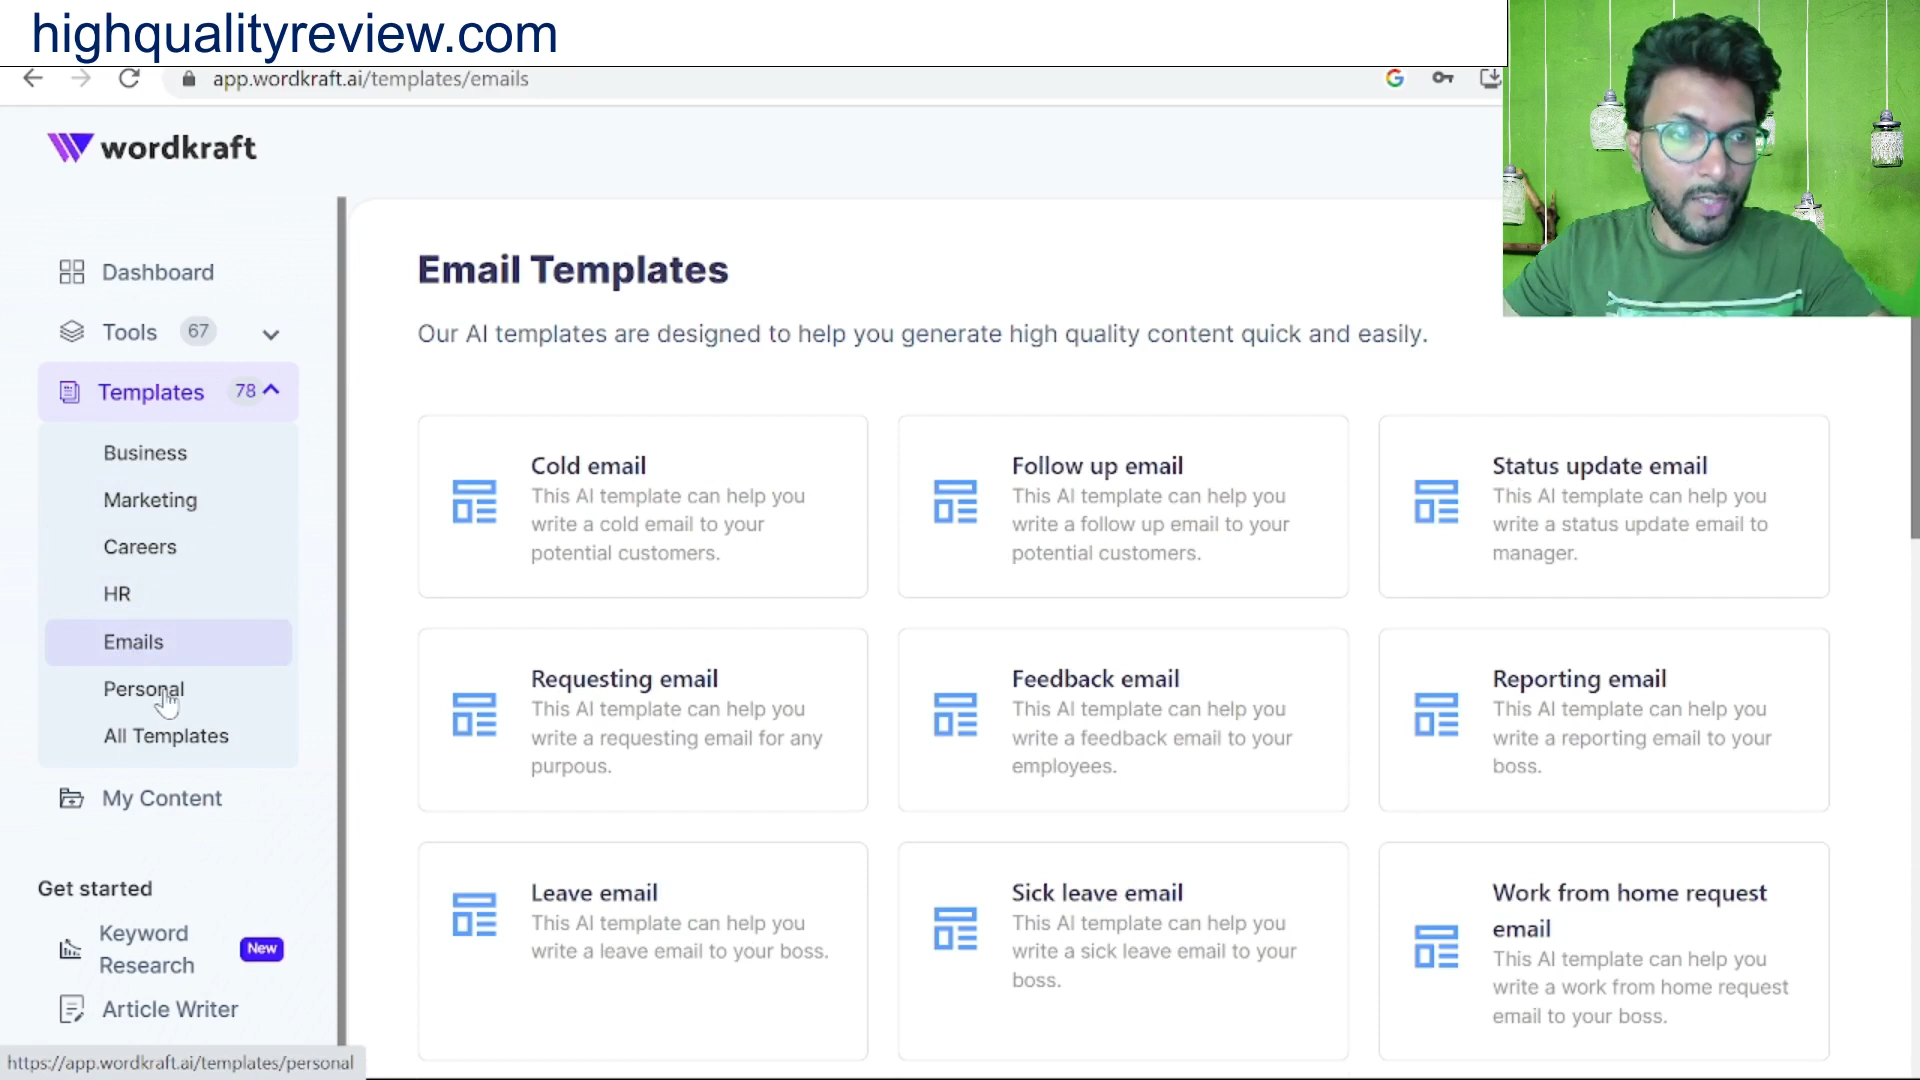 highqualityreview.com
app.wordkraft.ai/templates/emails
wordkraft
Dashboard
Tools 67
Templates 78
Business
Marketing
Careers
HR
Emails
Personal
All Templates
My Content
Get started
Keyword
Research
New
Article Writer
https://app.wordkraft.ai/templates/personal
Email Templates
Our AI templates are designed to help you generate high quality content quick and easily.
Cold email
This AI template can help you
write a cold email to your
potential customers.
Follow up email
This AI template can help you
write a follow up email to your
potential customers.
Status update email
This AI template can help you
write a status update email to
manager.
Requesting email
This AI template can help you
write a requesting email for any
purpous.
Feedback email
This AI template can help you
write a feedback email to your
employees.
Reporting email
This AI template can help you
write a reporting email to your
boss.
Leave email
This AI template can help you
write a leave email to your boss.
Sick leave email
This AI template can help you
write a sick leave email to your
boss.
Work from home request
email
This AI template can help you
write a work from home request
email to your boss.